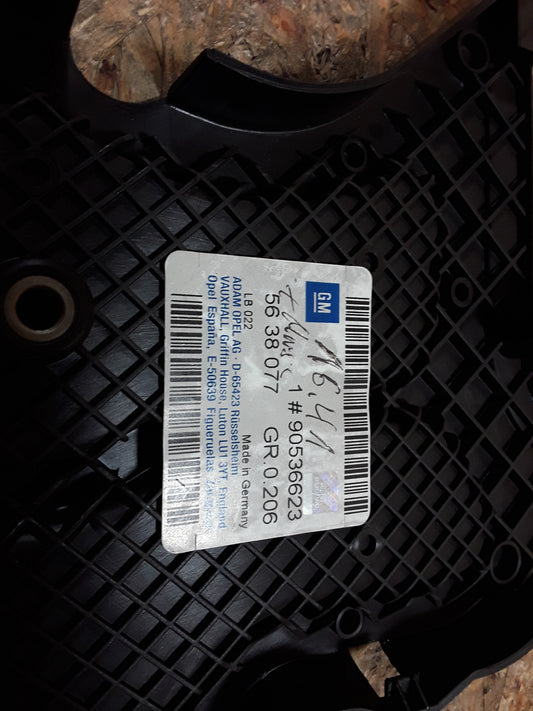 GM
1 # 90536623
56 38 077 GR.0.206
LB 022
Made in Germany
ADAM OPEL AG · D-65423 Rüsselsheim
VAUXHALL, Griffin House, Luton LU1 3YT, England
Opel España, E-50639 Figueruelas,